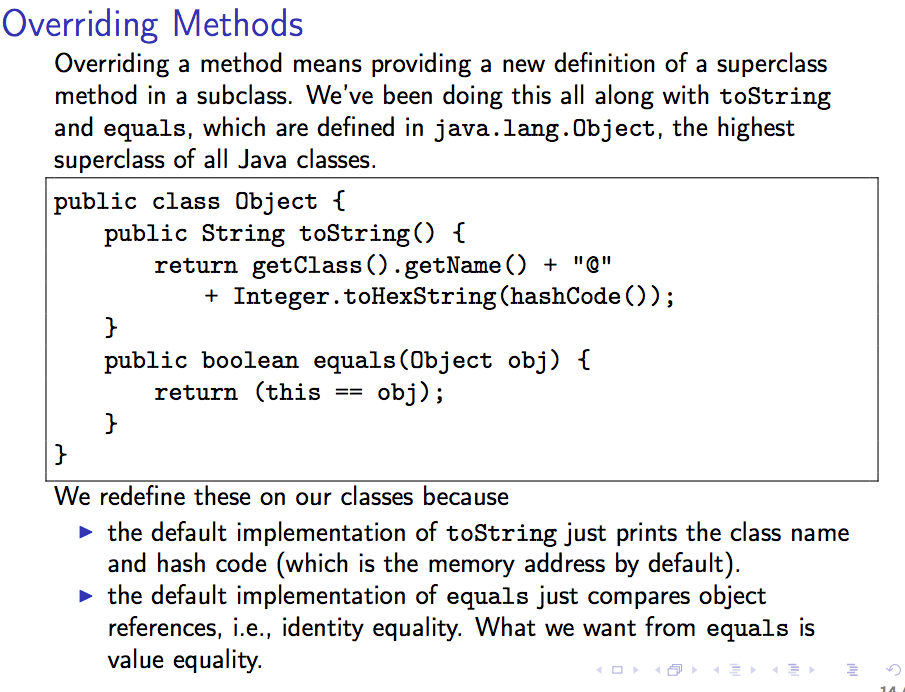 Overriding Methods
Overriding a method means providing a new definition of a superclass
method in a subclass. We've been doing this all along with toString
and equals, which are defined in java.lang.Object, the highest
superclass of all Java classes.
public class Object {
    public String toString() {
        return getClass().getName() + "@"
            + Integer.toHexString(hashCode());
    }
    public boolean equals(Object obj) {
        return (this == obj);
    }
}
We redefine these on our classes because
the default implementation of toString just prints the class name
and hash code (which is the memory address by default).
the default implementation of equals just compares object
references, i.e., identity equality. What we want from equals is
value equality.